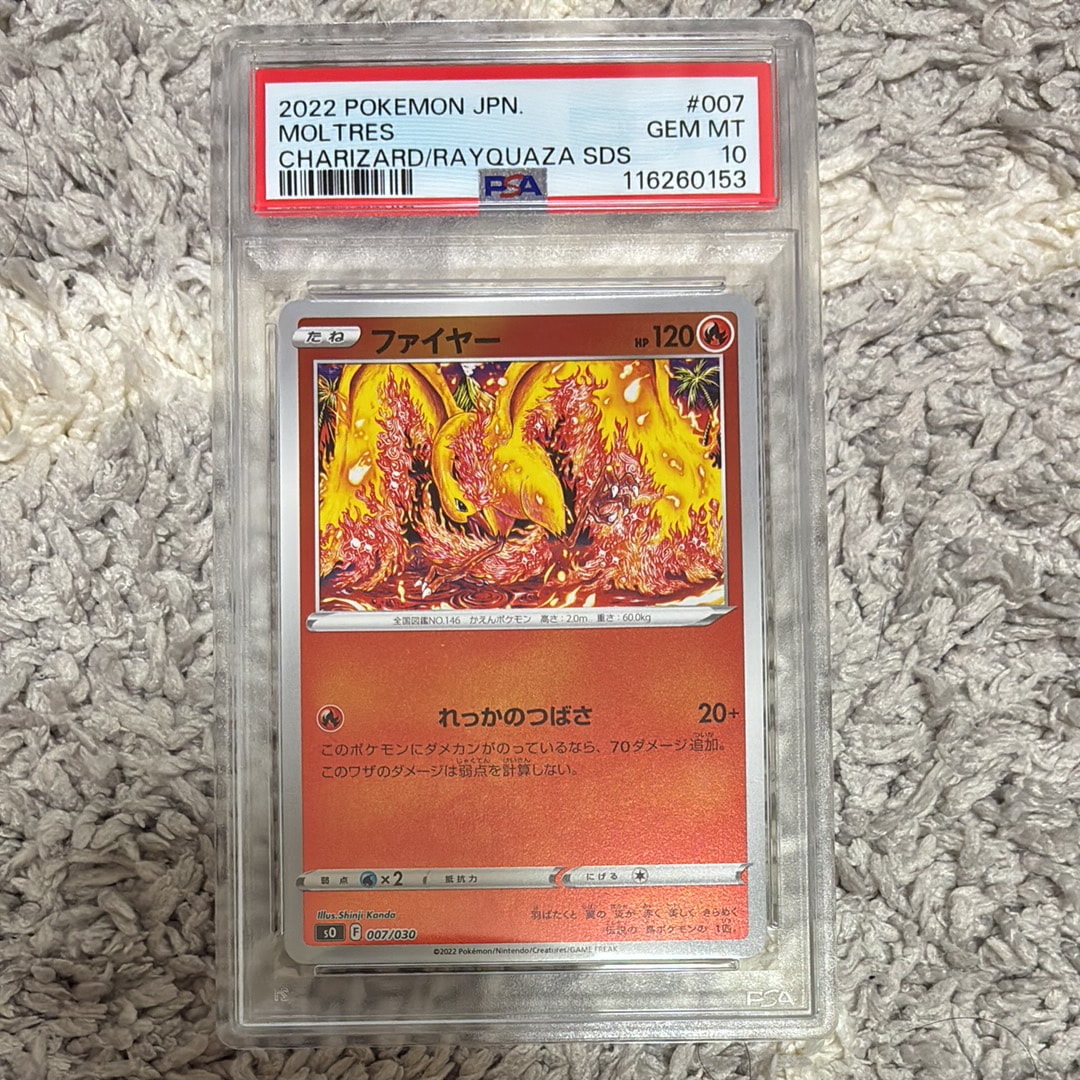 2022 POKEMON JPN. #007
MOLTRES GEM MT
CHARIZARD/RAYQUAZA SDS 10
PSA 116260153
たね ファイヤー HP 120
全国図鑑NO.146 かえんポケモン 高さ:2.0m 重さ:60.0kg
れっかのつばさ 20+
このポケモンにダメカンがのっているなら、70ダメージ追加。
このワザのダメージは弱点を計算しない。
弱点 ×2 抵抗力 にげる
Illus.Shinji Kanda
羽ばたくと 翼の 炎が 赤く 美しく きらめく
伝説の 鳥ポケモンの 1匹。
sO F 007/030
©2022 Pokémon/Nintendo/Creatures/GAME FREAK
PSA